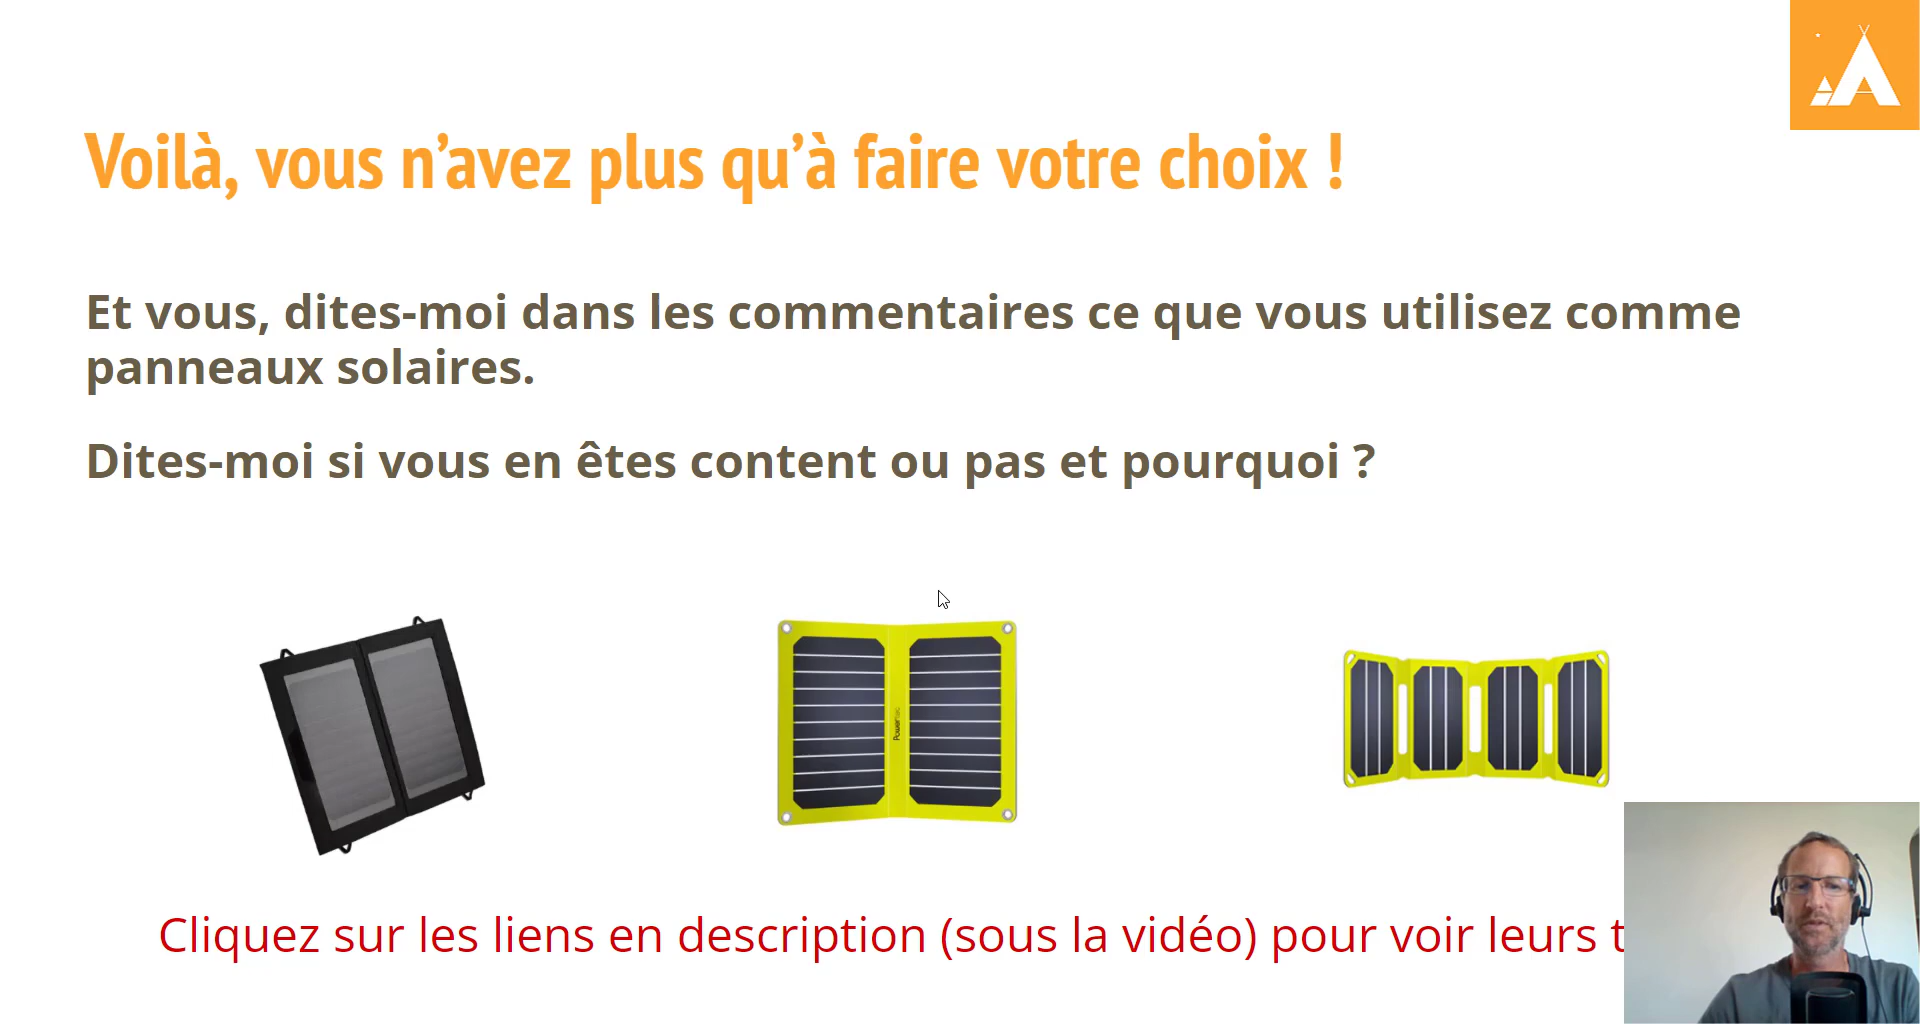 Voilà, vous n’avez plus qu’à faire votre choix !
Et vous, dites-moi dans les commentaires ce que vous utilisez comme
panneaux solaires.
Dites-moi si vous en êtes content ou pas et pourquoi ?
Cliquez sur les liens en description (sous la vidéo) pour voir leurs